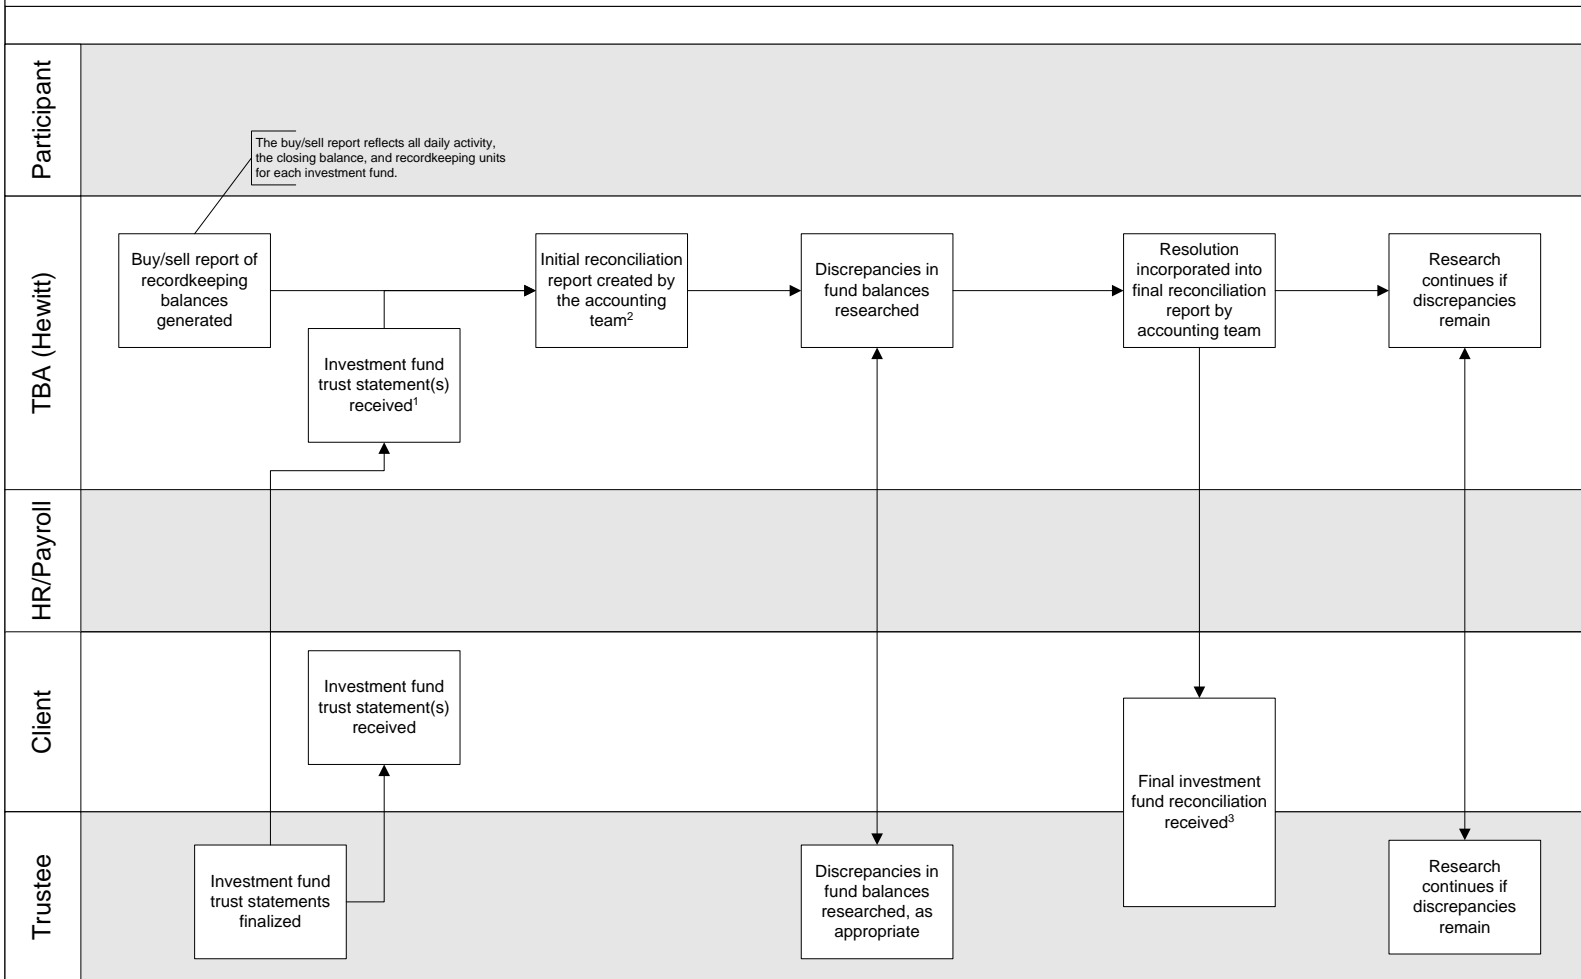 Participant
The buy/sell report reflects all daily activity,
the closing balance, and recordkeeping units
for each investment fund.
TBA (Hewitt)
Buy/sell report of
recordkeeping
balances
generated
Investment fund
trust statement(s)
received¹
Initial reconciliation
report created by
the accounting
team²
Discrepancies in
fund balances
researched
Resolution
incorporated into
final reconciliation
report by
accounting team
Research
continues if
discrepancies
remain
HR/Payroll
Client
Investment fund
trust statement(s)
received
Final investment
fund reconciliation
received³
Trustee
Investment fund
trust statements
finalized
Discrepancies in
fund balances
researched, as
appropriate
Research
continues if
discrepancies
remain